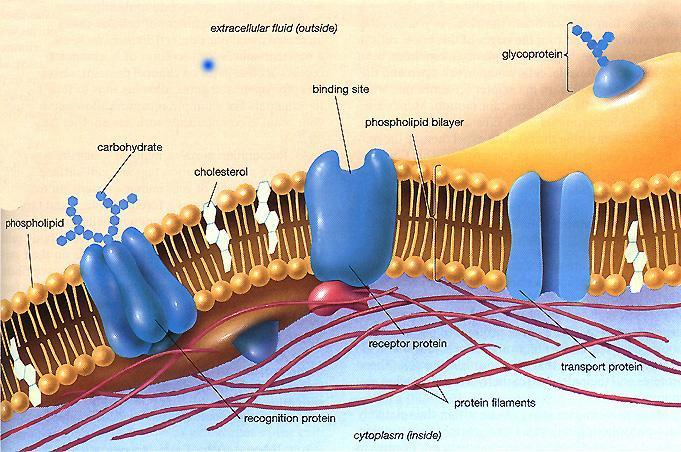 extracellular fluid (outside)
glycoprotein
binding site
phospholipid bilayer
carbohydrate
cholesterol
phospholipid
receptor protein
transport protein
protein filaments
recognition protein
cytoplasm (inside)